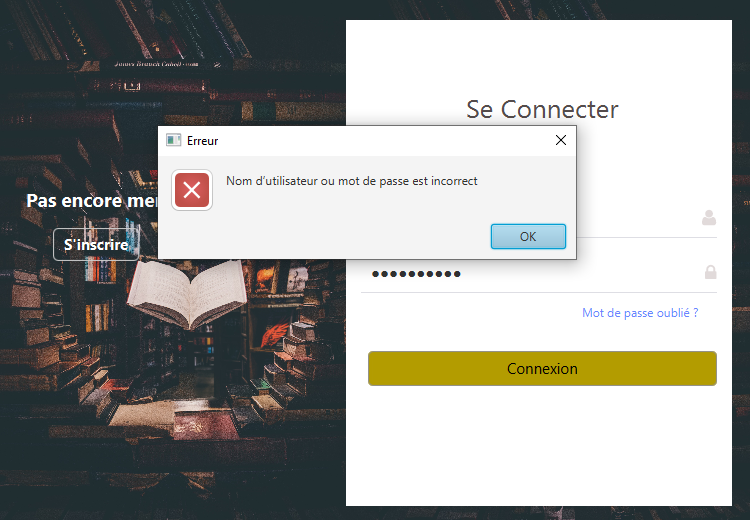 Se Connecter
Erreur
Nom d'utilisateur ou mot de passe est incorrect
OK
Pas encore
S'inscrire
Mot de passe oublié ?
Connexion